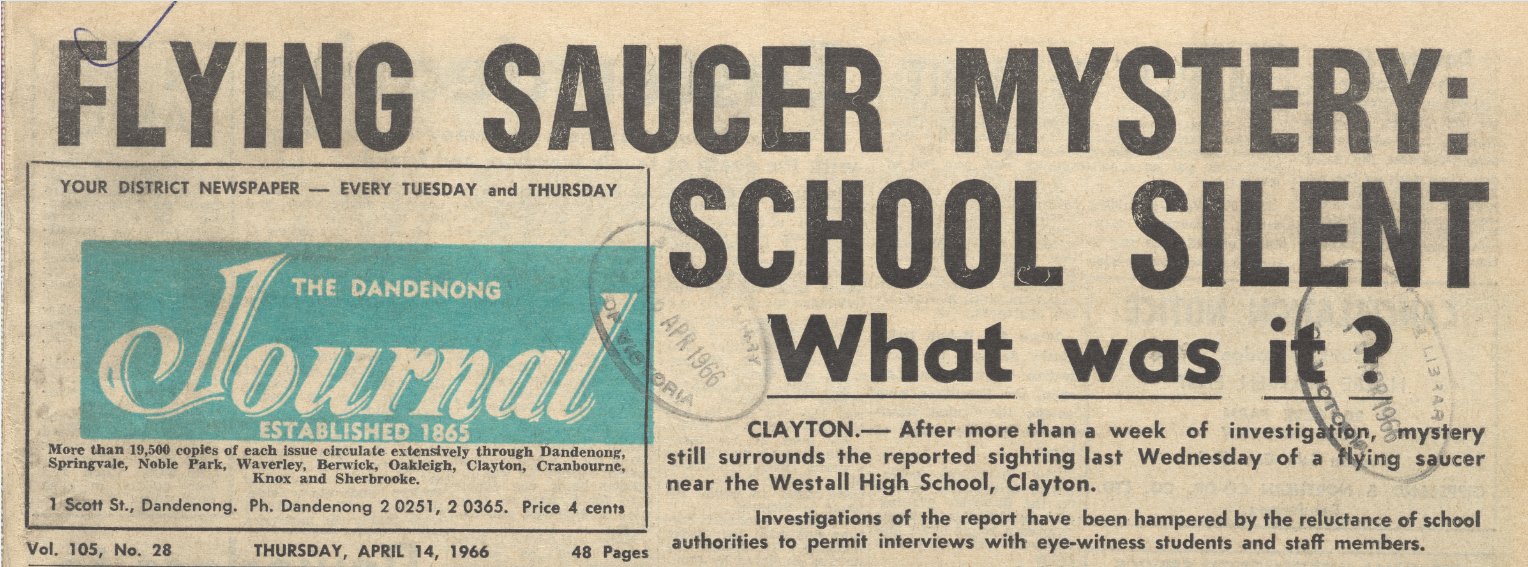 FLYING SAUCER MYSTERY:
SCHOOL SILENT
What was it?
YOUR DISTRICT NEWSPAPER — EVERY TUESDAY and THURSDAY
THE DANDENONG
Journal
ESTABLISHED 1865
More than 19,500 copies of each issue circulate extensively through Dandenong,
Springvale, Noble Park, Waverley, Berwick, Oakleigh, Clayton, Cranbourne,
Knox and Sherbrooke.
1 Scott St., Dandenong. Ph. Dandenong 2 0251, 2 0365. Price 4 cents
Vol. 105, No. 28 THURSDAY, APRIL 14, 1966 48 Pages
CLAYTON.— After more than a week of investigation, mystery
still surrounds the reported sighting last Wednesday of a flying saucer
near the Westall High School, Clayton.
Investigations of the report have been hampered by the reluctance of school
authorities to permit interviews with eye-witness students and staff members.
APR 1966
OF VICTORIA